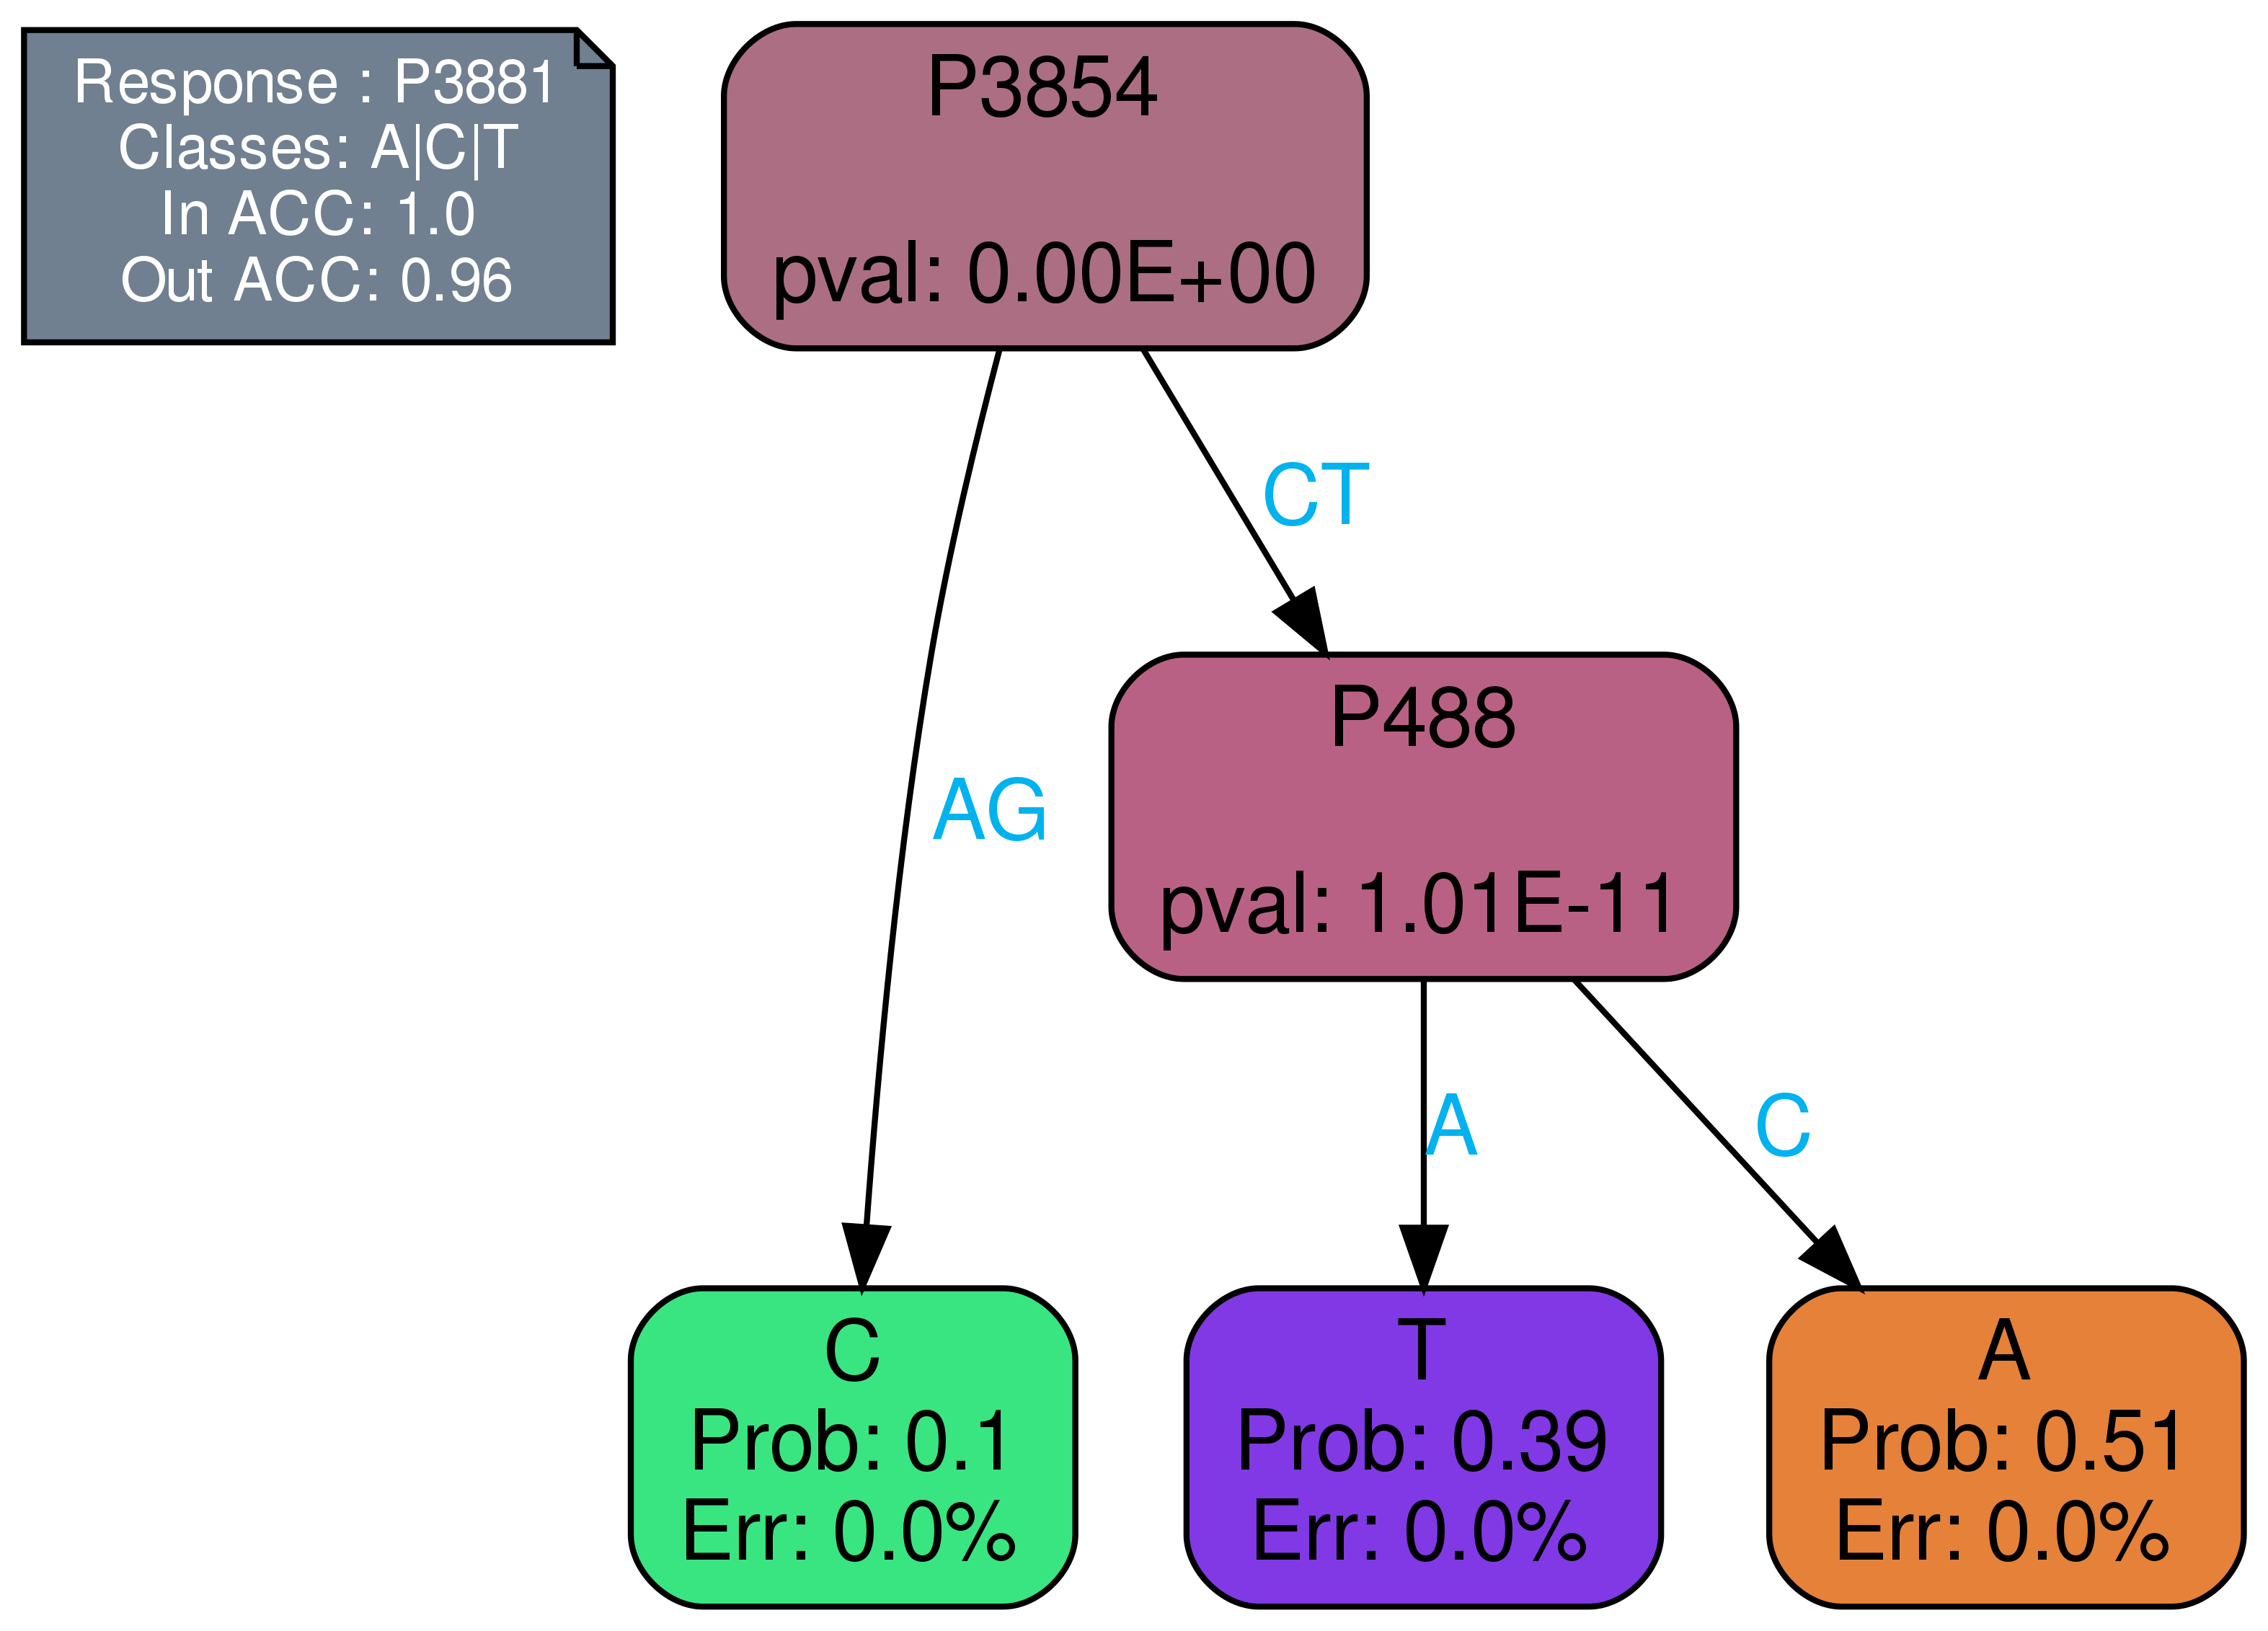 Response : P3881
Classes: A|C|T
In ACC: 1.0
Out ACC: 0.96
P3854
pval: 0.00E+00
CT
AG
P488
pval: 1.01E-11
A
C
C
Prob: 0.1
Err: 0.0%
T
Prob: 0.39
Err: 0.0%
A
Prob: 0.51
Err: 0.0%